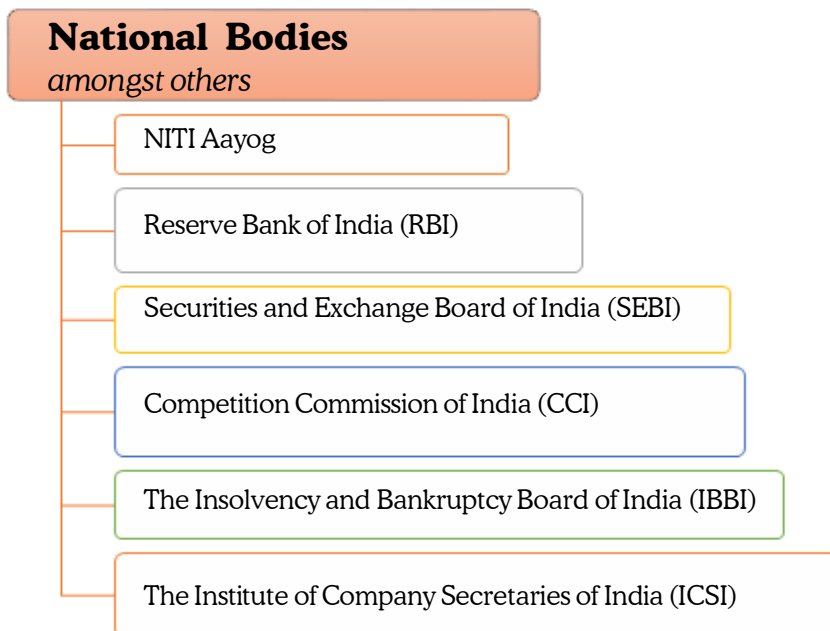 National Bodies
amongst others
NITI Aayog
Reserve Bank of India (RBI)
Securities and Exchange Board of India (SEBI)
Competition Commission of India (CCI)
The Insolvency and Bankruptcy Board of India (IBBI)
The Institute of Company Secretaries of India (ICSI)